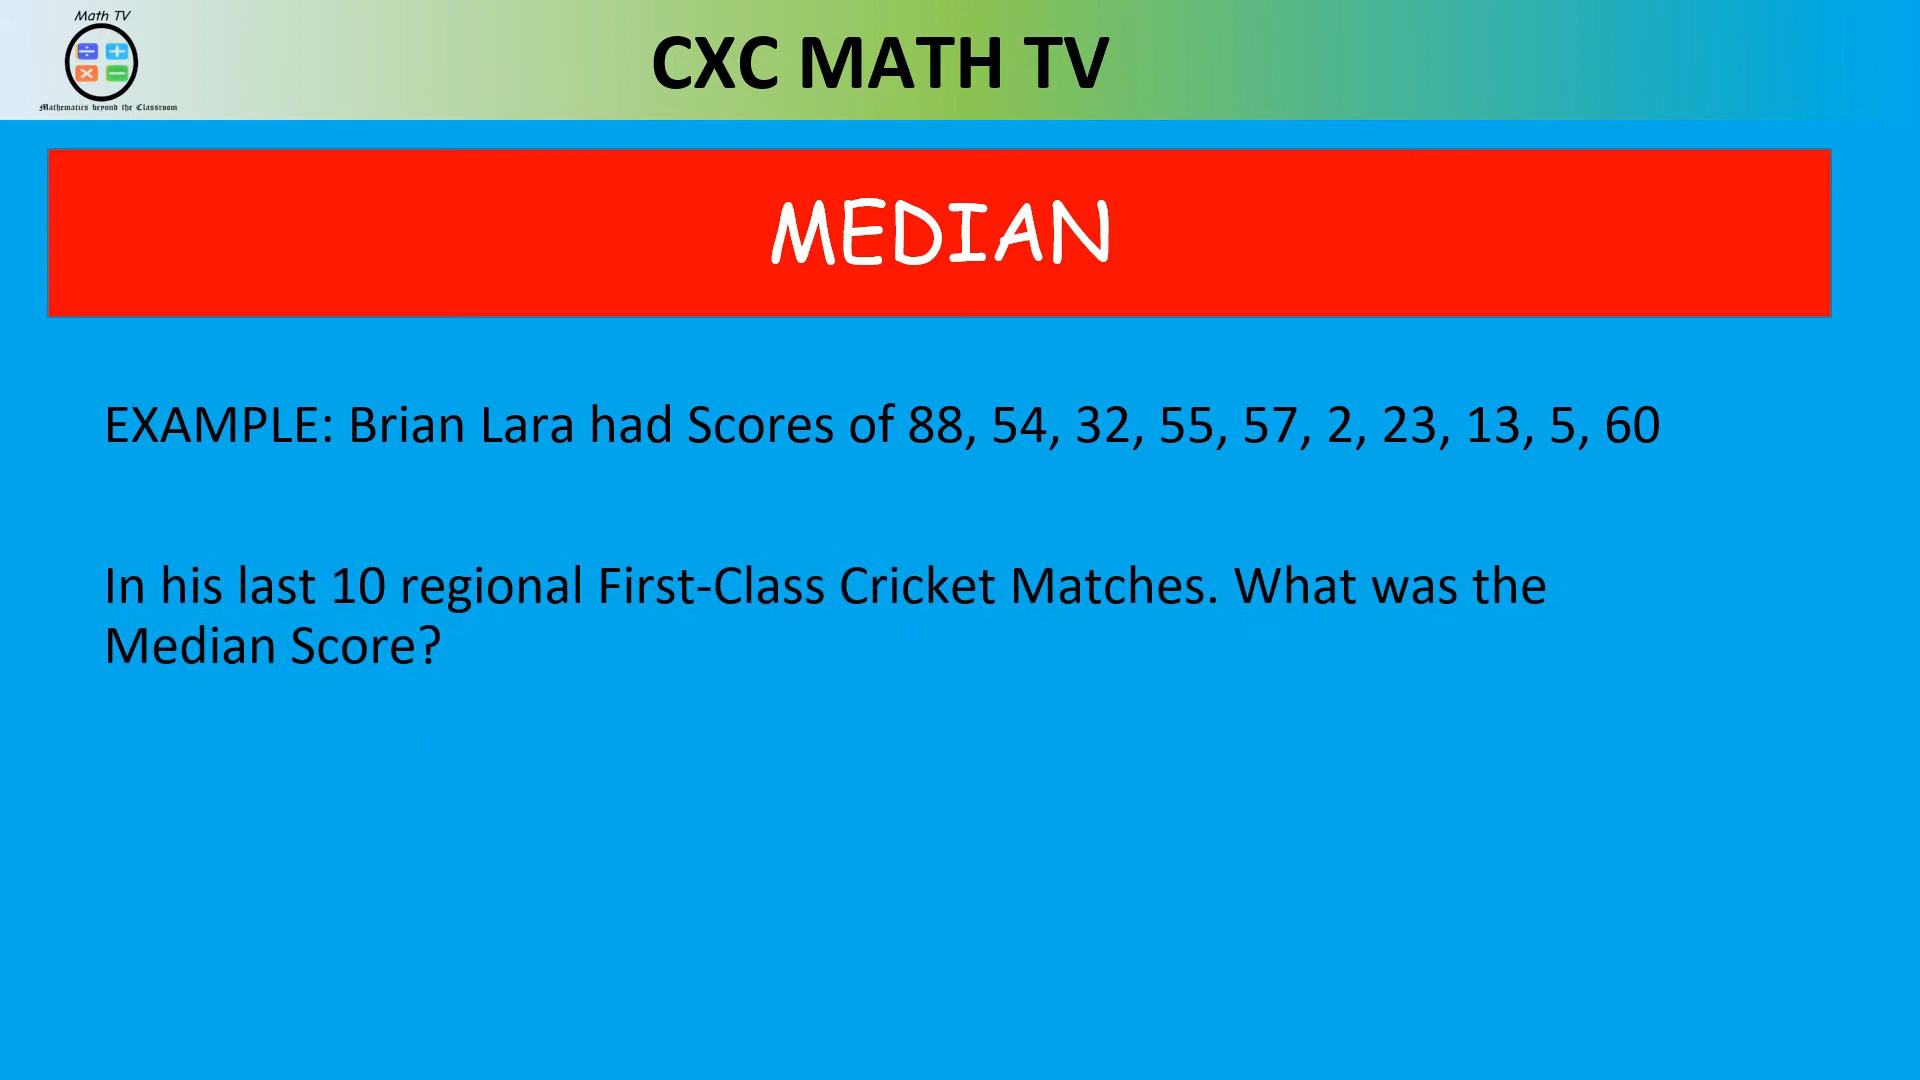 Math TV
Mathematics beyond the Classroom
CXC MATH TV
MEDIAN
EXAMPLE: Brian Lara had Scores of 88, 54, 32, 55, 57, 2, 23, 13, 5, 60
In his last 10 regional First-Class Cricket Matches. What was the
Median Score?